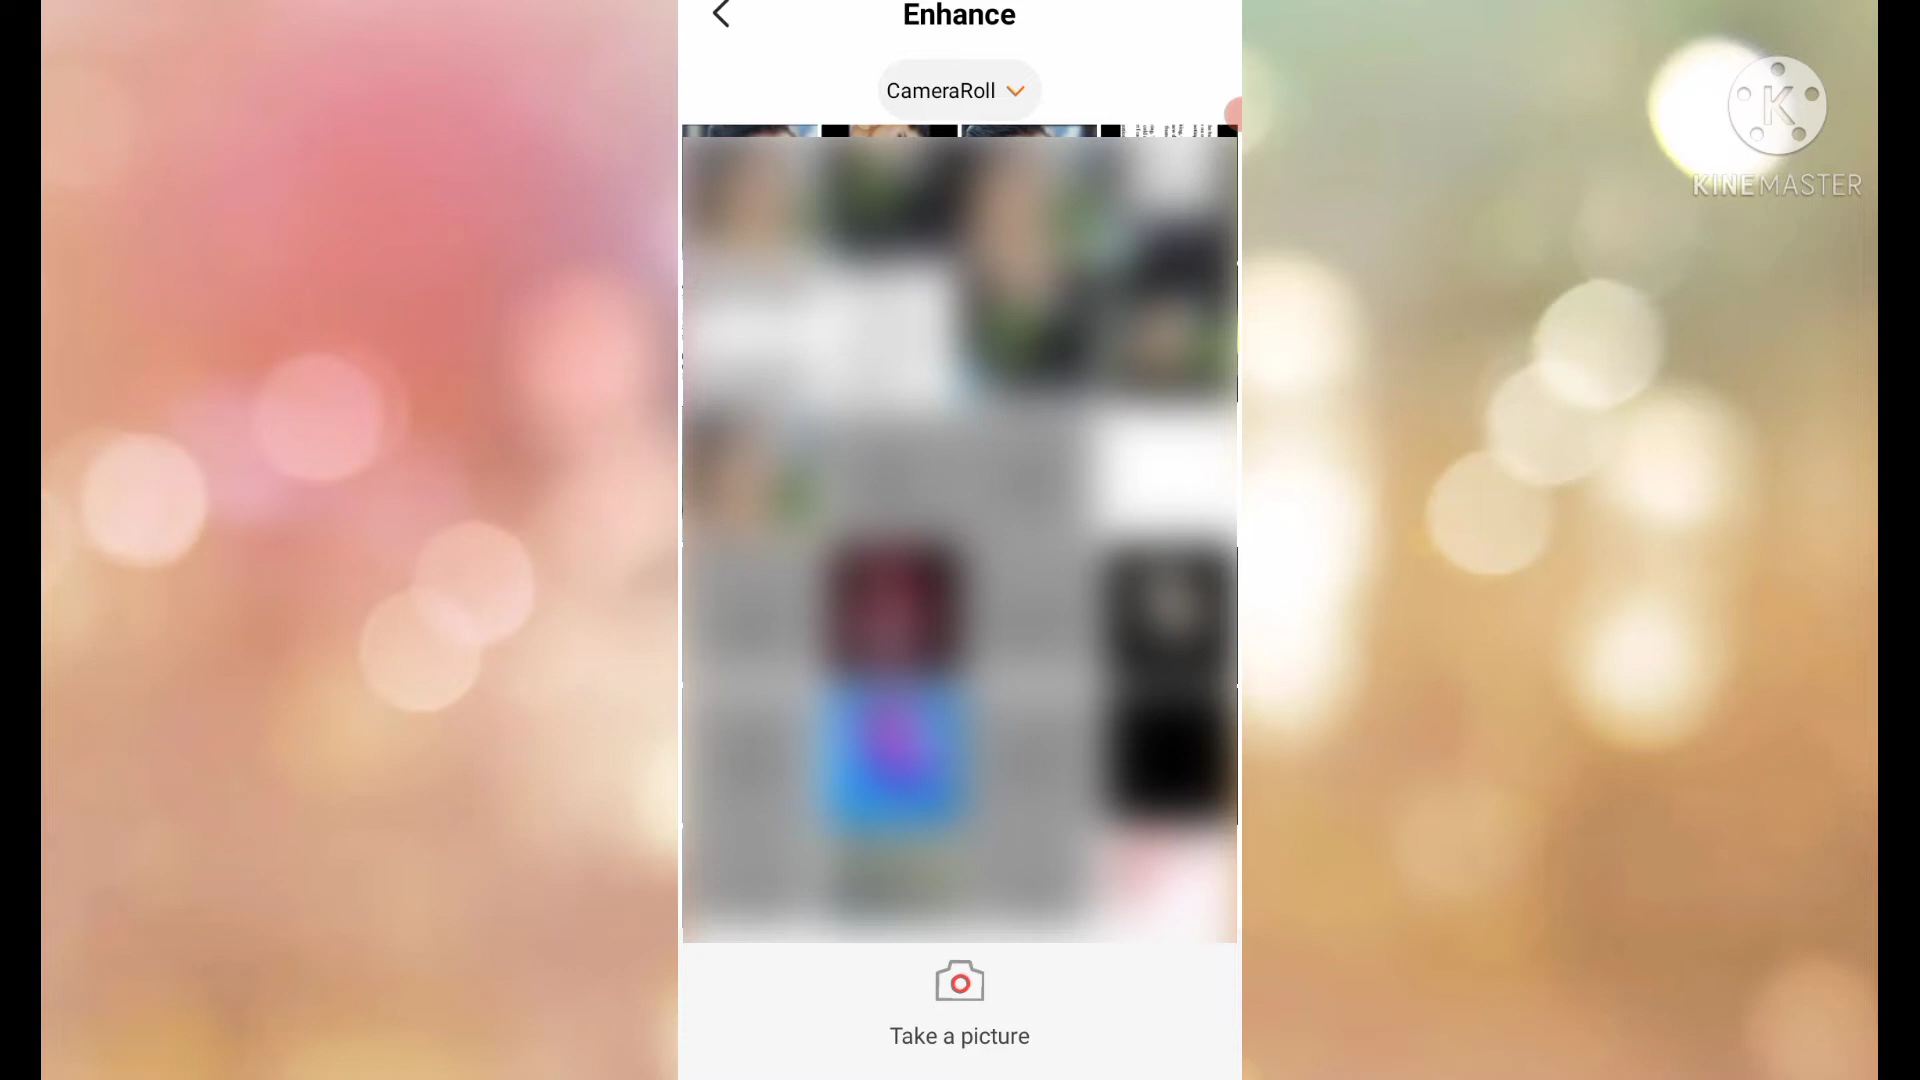 Enhance
CameraRoll
K
KINEMASTER
Take a picture